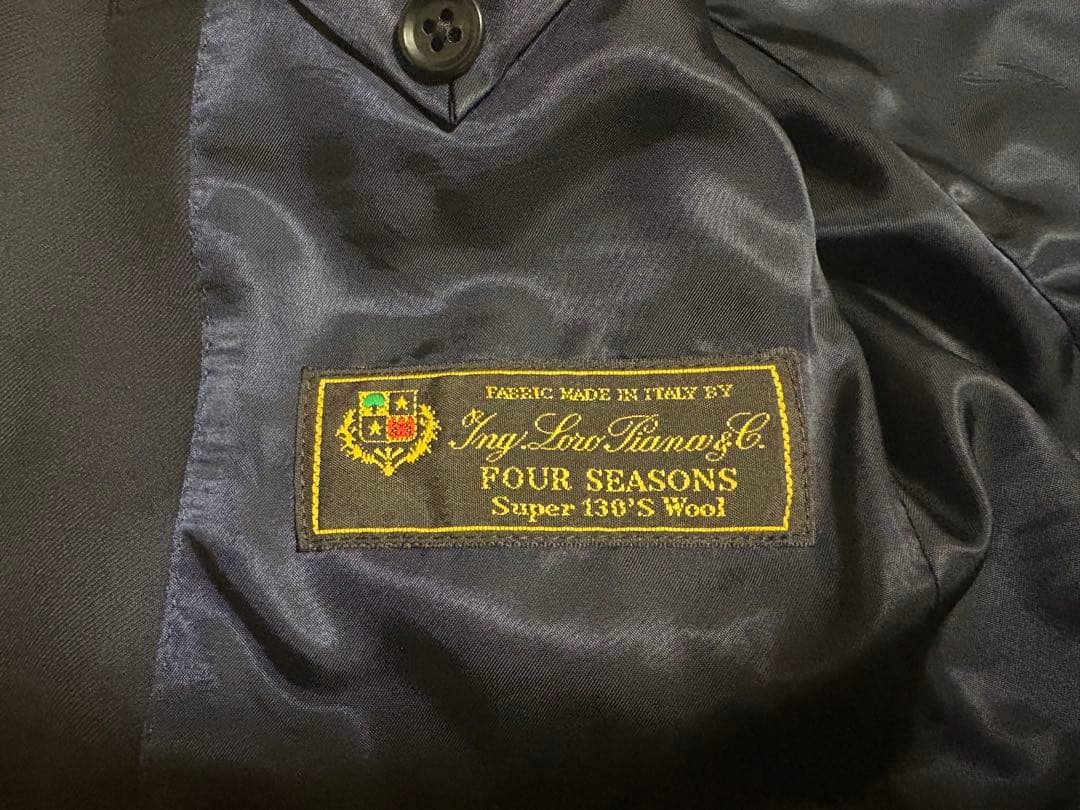 FABRIC MADE IN ITALY BY
Ing. Loro Piana & C.
FOUR SEASONS
Super 130'S Wool